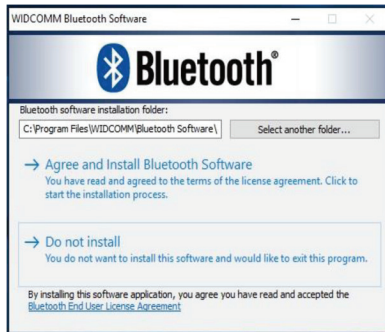 WIDCOMM Bluetooth Software
Bluetooth®
Bluetooth software installation folder:
C:\Program Files\WIDCOMM\Bluetooth Software\
Select another folder...
→ Agree and Install Bluetooth Software
You have read and agreed to the terms of the license agreement. Click to
start the installation process.
→ Do not install
You do not want to install this software and would like to exit this program.
By installing this software application, you agree you have read and accepted the
Bluetooth End User License Agreement